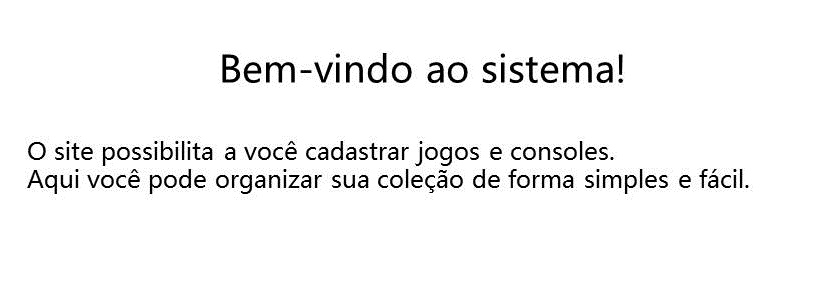 Bem-vindo ao sistema!
O site possibilita a você cadastrar jogos e consoles.
Aqui você pode organizar sua coleção de forma simples e fácil.